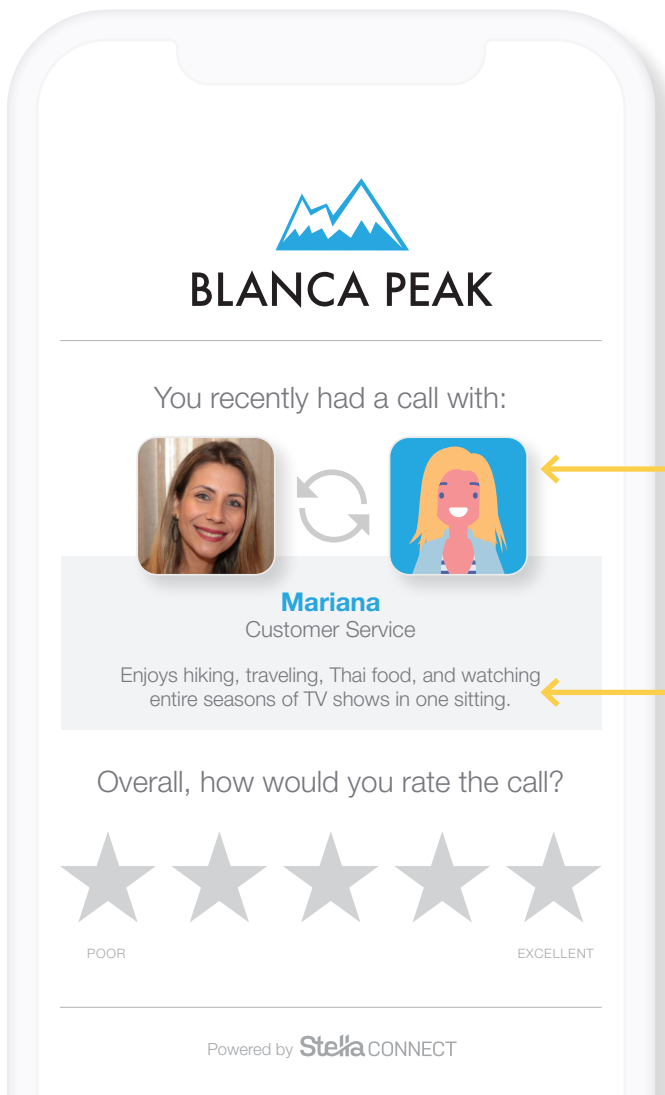 BLANCA PEAK
You recently had a call with:
Mariana
Customer Service
Enjoys hiking, traveling, Thai food, and watching
entire seasons of TV shows in one sitting.
Overall, how would you rate the call?
POOR
EXCELLENT
Powered by Stella CONNECT